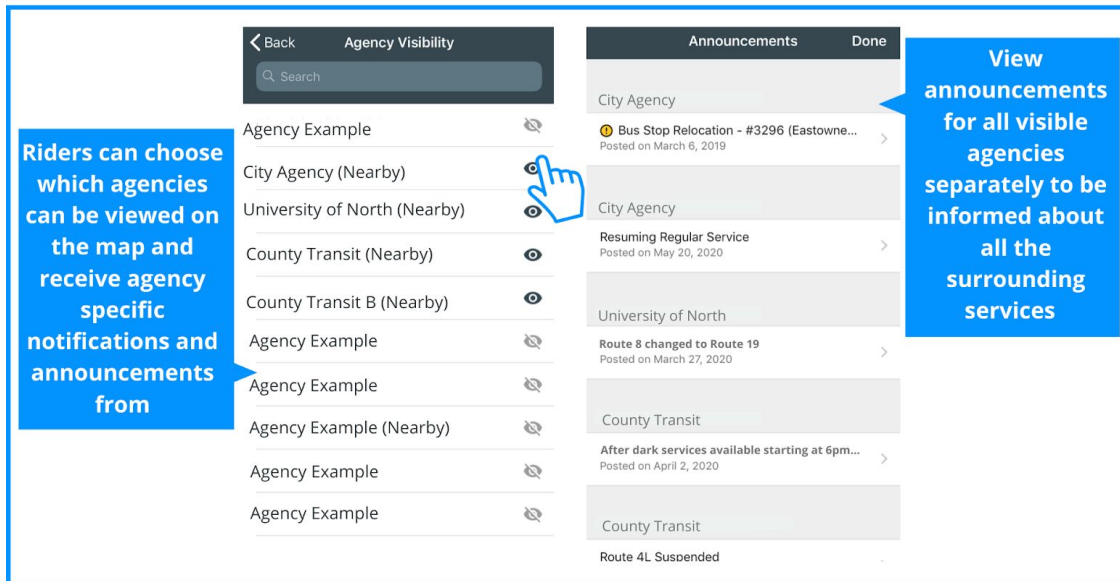 Back
Agency Visibility
Search
Agency Example
City Agency (Nearby)
University of North (Nearby)
County Transit (Nearby)
County Transit B (Nearby)
Agency Example
Agency Example
Agency Example (Nearby)
Agency Example
Agency Example
Riders can choose
which agencies
can be viewed on
the map and
receive agency
specific
notifications and
announcements
from
Announcements
Done
City Agency
Bus Stop Relocation - #3296 (Eastowne...
Posted on March 6, 2019
City Agency
Resuming Regular Service
Posted on May 20, 2020
University of North
Route 8 changed to Route 19
Posted on March 27, 2020
County Transit
After dark services available starting at 6pm...
Posted on April 2, 2020
County Transit
Route 4L Suspended
View
announcements
for all visible
agencies
separately to be
informed about
all the
surrounding
services